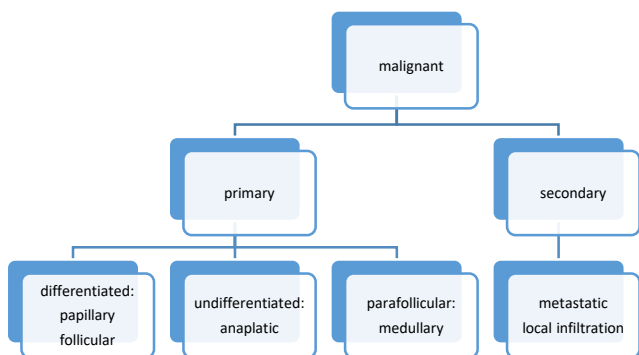 malignant
primary
secondary
differentiated:
papillary
follicular
undifferentiated:
anaplatic
parafollicular:
medullary
metastatic
local infiltration